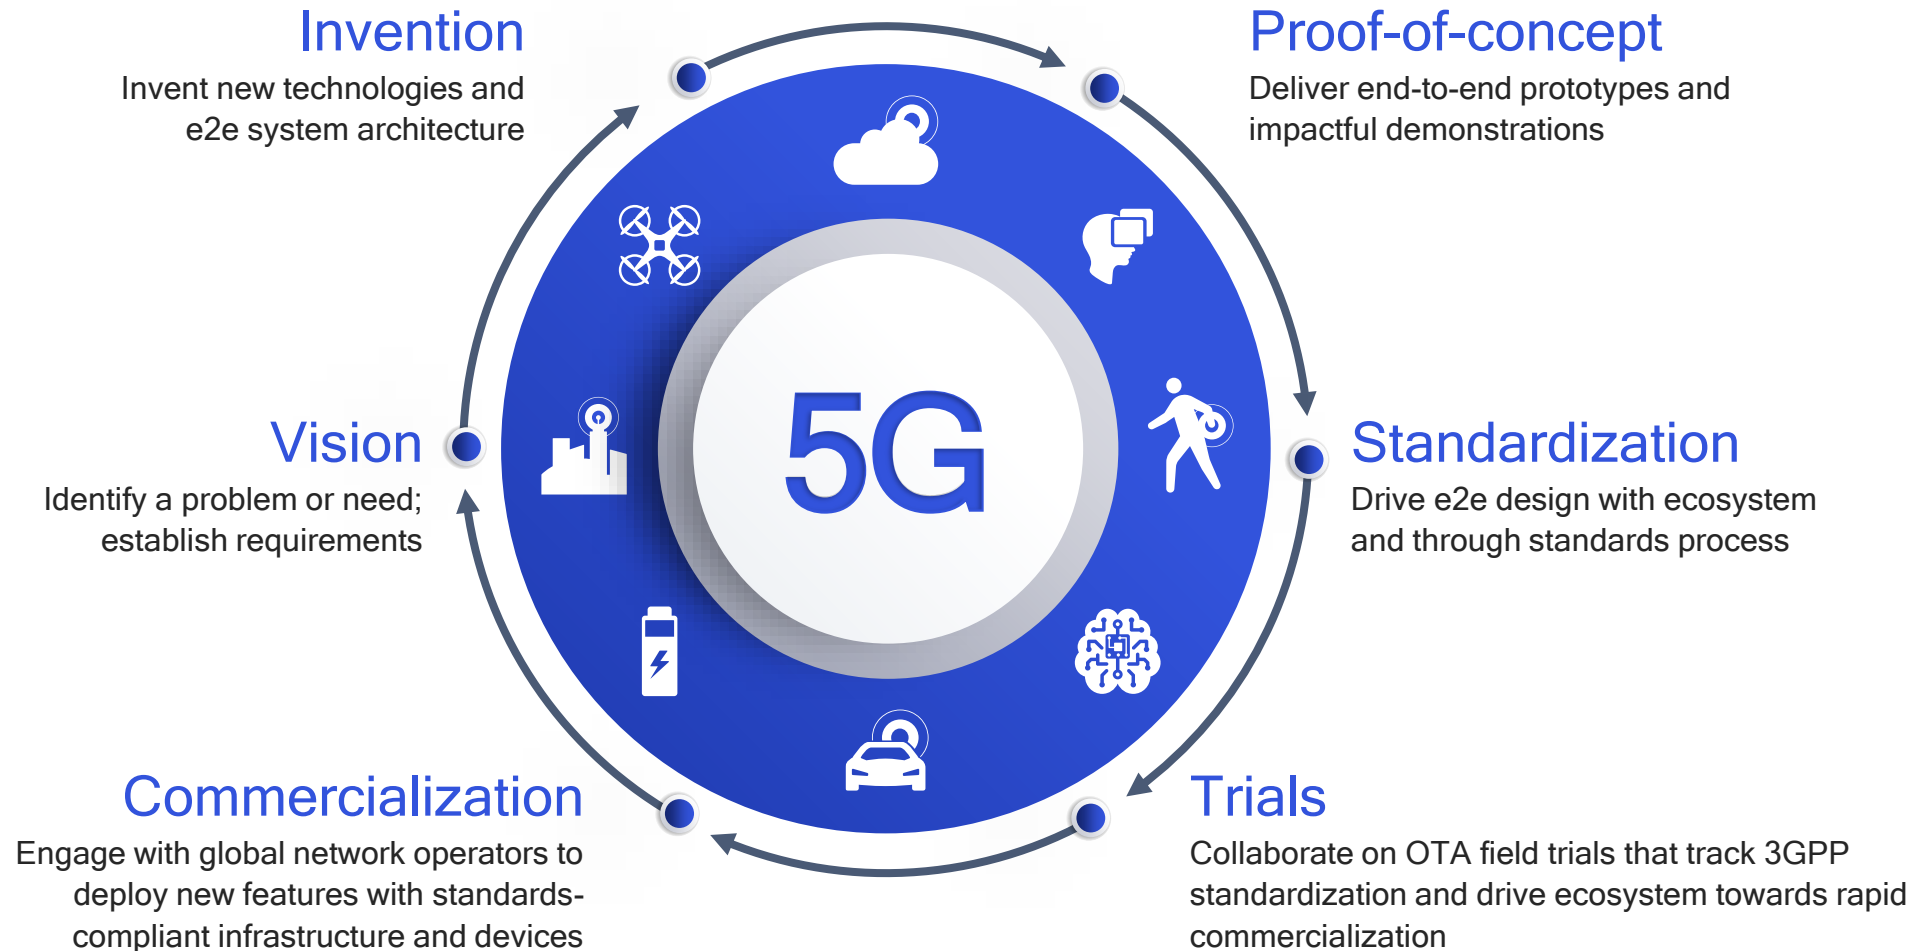 Invention
Invent new technologies and
e2e system architecture
Proof-of-concept
Deliver end-to-end prototypes and
impactful demonstrations
Vision
Identify a problem or need;
establish requirements
5G
Standardization
Drive e2e design with ecosystem
and through standards process
Commercialization
Engage with global network operators to
deploy new features with standards-
compliant infrastructure and devices
Trials
Collaborate on OTA field trials that track 3GPP
standardization and drive ecosystem towards rapid
commercialization